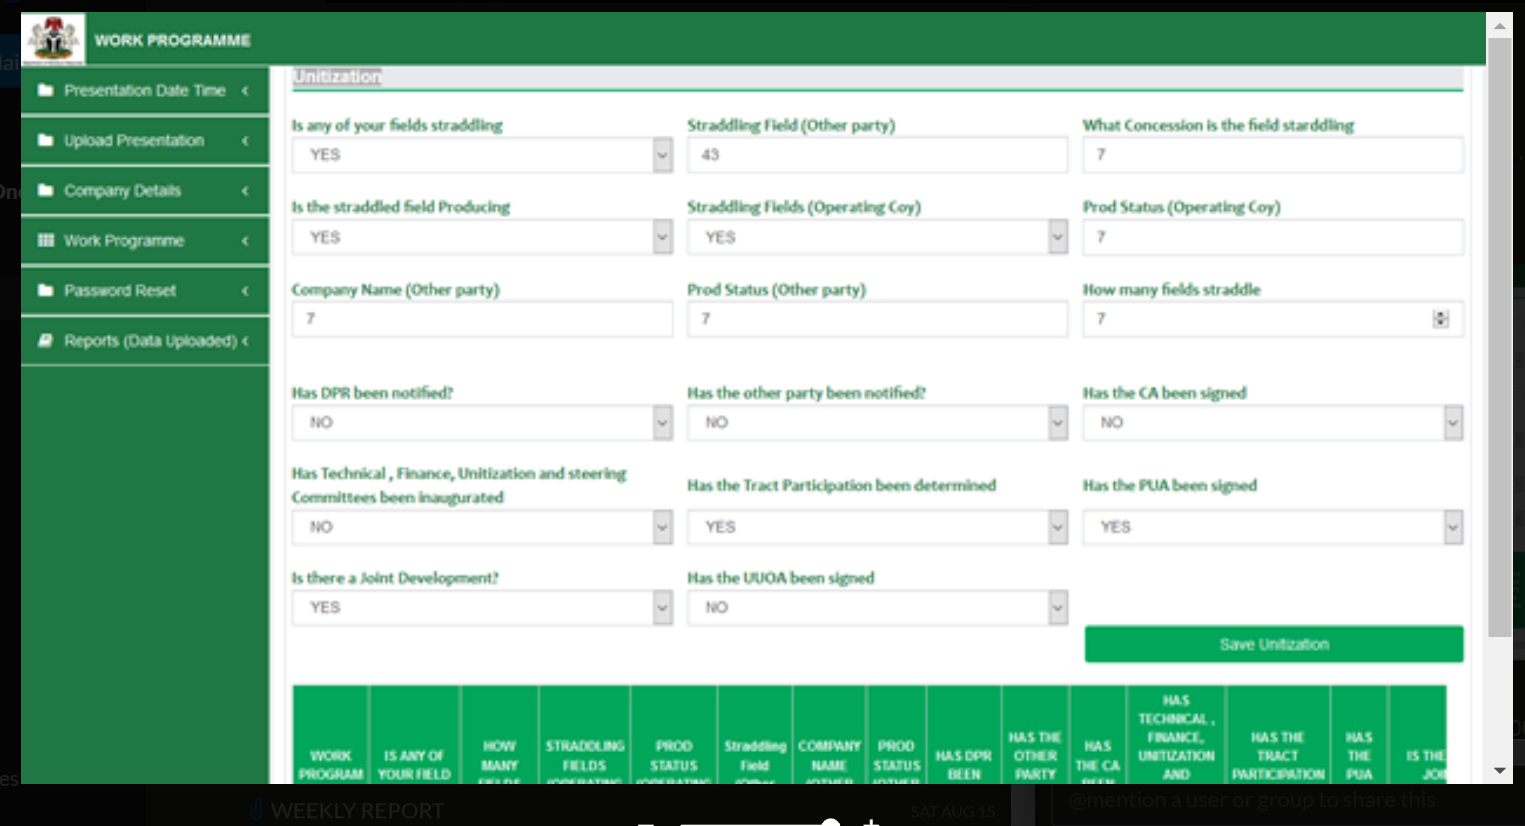 WORK PROGRAMME
Presentation Date Time
Upload Presentation
Company Details
Work Programme
Password Reset
Reports (Data Uploaded)
Unitization
Is any of your fields straddling
Straddling Field (Other party)
What Concession is the field starddling
YES
43
7
Is the straddled field Producing
Straddling Fields (Operating Coy)
Prod Status (Operating Coy)
YES
YES
7
Company Name (Other party)
Prod Status (Other party)
How many fields straddle
7
7
7
Has DPR been notified?
Has the other party been notified?
Has the CA been signed
NO
NO
NO
Has Technical , Finance, Unitization and steering
Committees been inaugurated
Has the Tract Participation been determined
Has the PUA been signed
NO
YES
YES
Is there a Joint Development?
Has the UUOA been signed
YES
NO
Save Unitization
WORK
PROGRAM
IS ANY OF
YOUR FIELD
HOW
MANY
FIELDS
STRADDLING
FIELDS
(OPERATING
PROD
STATUS
(OPERATING
Straddling
Field
(Other
COMPANY
NAME
(OTHER
PROD
STATUS
(OTHER
HAS DPR
BEEN
HAS THE
OTHER
PARTY
HAS
THE CA
BEEN
HAS
TECHNICAL ,
FINANCE,
UNITIZATION
AND
HAS THE
TRACT
PARTICIPATION
HAS
THE
PUA
IS THE
JOI
WEEKLY REPORT
SAT AUG 15
@mention a user or group to share this